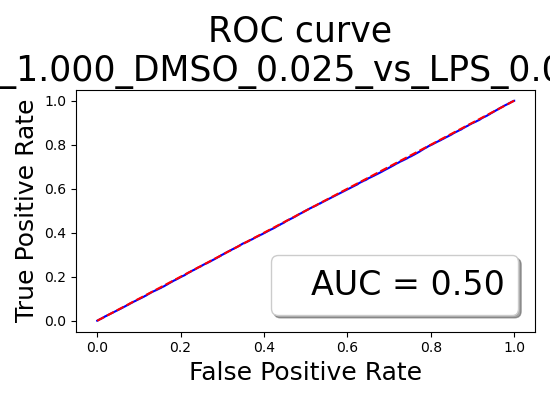 ROC curve
_1.000_DMSO_0.025_vs_LPS_0.0
True Positive Rate
1.0
0.8
0.6
0.4
0.2
0.0
AUC = 0.50
0.0 0.2 0.4 0.6 0.8 1.0
False Positive Rate